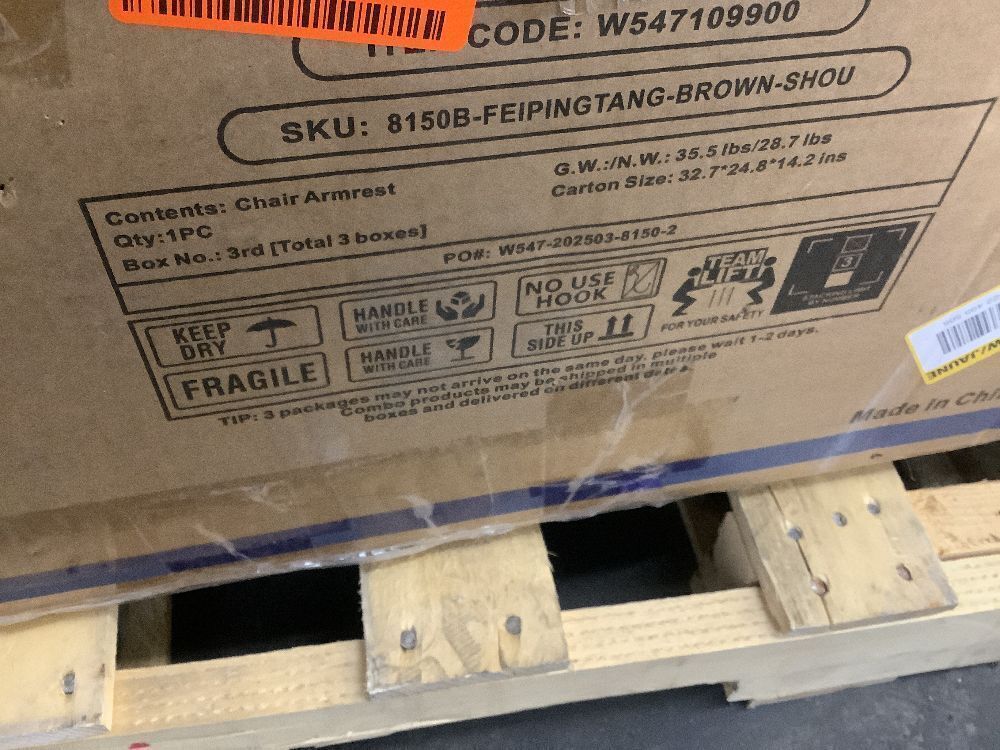 CODE: W547109900
SKU: 8150B-FEIPINGTANG-BROWN-SHOU
Contents: Chair Armrest
Qty:1PC
Box No.: 3rd [Total 3 boxes]
G.W.:/N.W.: 35.5 lbs/28.7 lbs
Carton Size: 32.7*24.8*14.2 ins
PO#: W547-202503-8150-2
KEEP
DRY
HANDLE
WITH CARE
NO USE
HOOK
TEAM
LIFT!
FOR YOUR SAFETY
3
FRAGILE
HANDLE
WITH CARE
THIS
SIDE UP
TIP: 3 packages may not arrive on the same day, please wait 1-2 days.
Combo products may be shipped in multiple
boxes and delivered on different
Made in
W/JAUNE